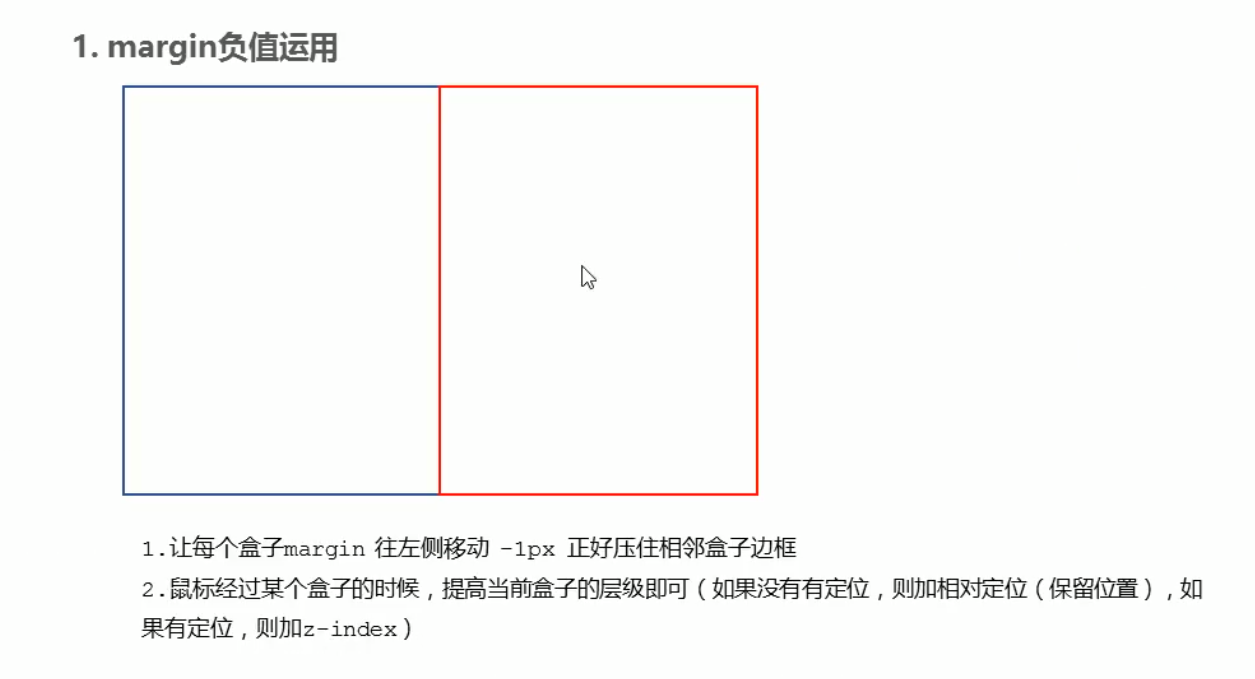 1. margin负值运用
1.让每个盒子margin 往左侧移动 -1px 正好压住相邻盒子边框
2.鼠标经过某个盒子的时候，提高当前盒子的层级即可（如果没有有定位，则加相对定位（保留位置），如
果有定位，则加z-index）